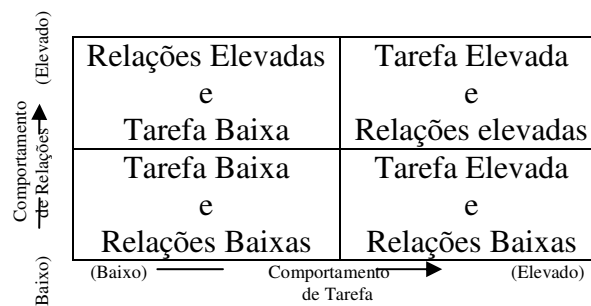 (Elevado)
Comportamento
de Relações
(Baixo)
Relações Elevadas
e
Tarefa Baixa
Tarefa Elevada
e
Relações elevadas
Tarefa Baixa
e
Relações Baixas
Tarefa Elevada
e
Relações Baixas
(Baixo)
Comportamento
de Tarefa
(Elevado)